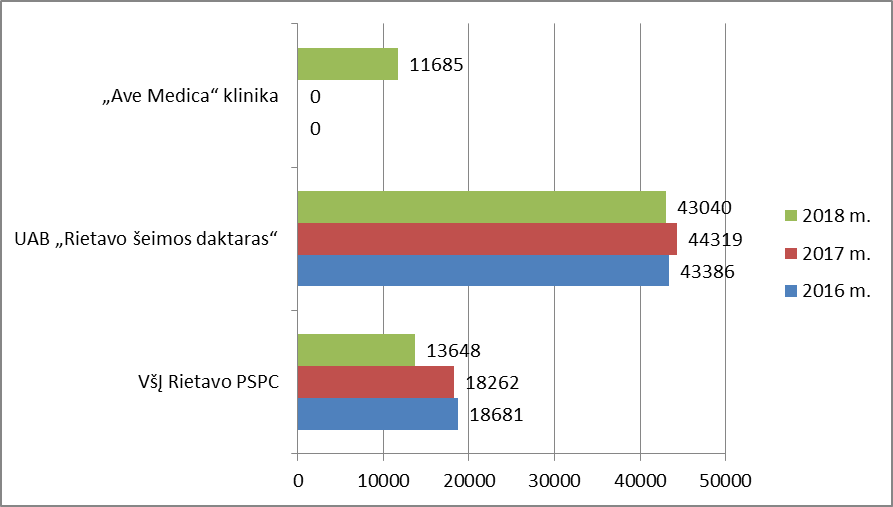 „Ave Medica“ klinika
11685
0
0
UAB „Rietavo šeimos daktaras“
43040
44319
43386
VšĮ Rietavo PSPC
13648
18262
18681
0 10000 20000 30000 40000 50000
2018 m.
2017 m.
2016 m.